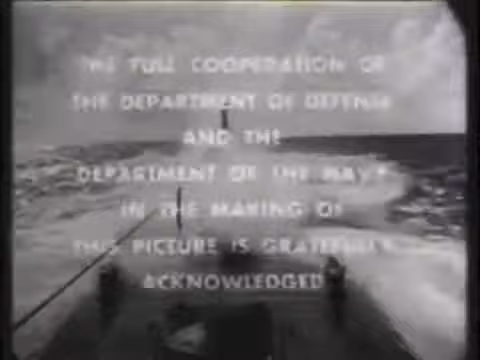 THE FULL COOPERATION OF
THE DEPARTMENT OF DEFENSE
AND THE
DEPARTMENT OF THE NAVY
IN THE MAKING OF
THIS PICTURE IS GRATEFULLY
ACKNOWLEDGED